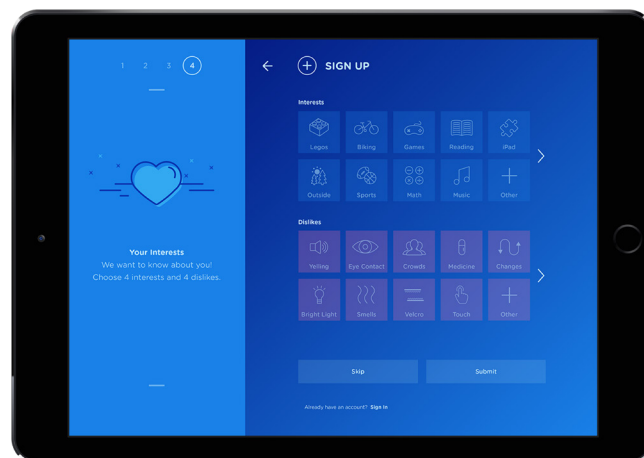 1 2 3 4
SIGN UP
Your Interests
We want to know about you!
Choose 4 interests and 4 dislikes.
Interests
Legos Biking Games Reading iPad
Outside Sports Math Music Other
Dislikes
Yelling Eye Contact Crowds Medicine Changes
Bright Light Smells Velcro Touch Other
Skip Submit
Already have an account? Sign In